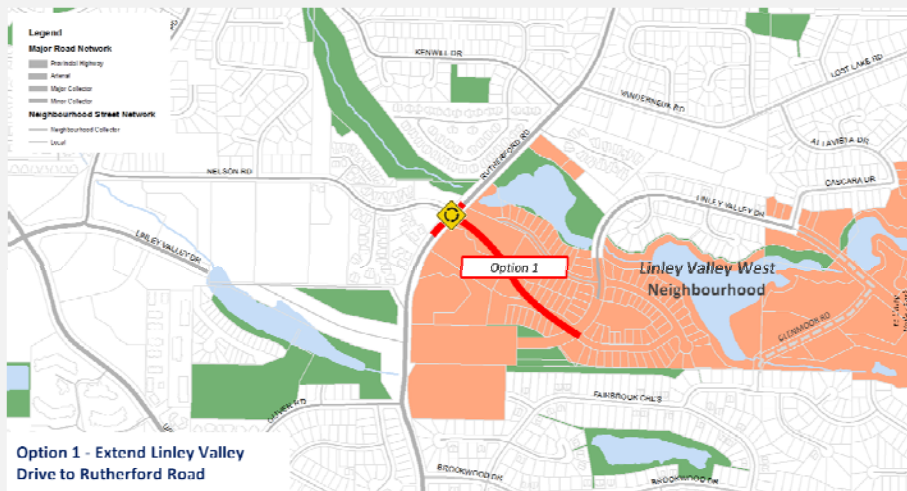 Legend
Major Road Network
Provincial Highway
Arterial
Major Collector
Minor Collector
Neighbourhood Street Network
Neighbourhood Collector
Local
KENWILL DR
LOST LAKE RD
VANDERNEUK RD
ALLAVISTA DR
RUTHERFORD RD
NELSON RD
CASCARA DR
LINLEY VALLEY DR
LINLEY VALLEY DR
Option 1
Linley Valley West
Neighbourhood
GLENMOOR RD
OLIVER RD
BROOKWOOD DR
BROOKWOOD DR
Option 1 - Extend Linley Valley
Drive to Rutherford Road